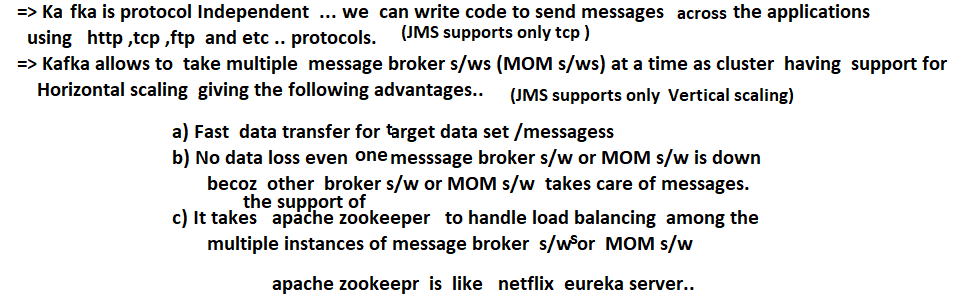 => Ka fka is protocol Independent ... we can write code to send messages across the applications
using http ,tcp ,ftp and etc .. protocols. (JMS supports only tcp )
=> Kafka allows to take multiple message broker s/ws (MOM s/ws) at a time as cluster having support for
Horizontal scaling giving the following advantages.. (JMS supports only Vertical scaling)
a) Fast data transfer for target data set /messagess
b) No data loss even one messsage broker s/w or MOM s/w is down
becoz other broker s/w or MOM s/w takes care of messages.
the support of
c) It takes apache zookeeper to handle load balancing among the
multiple instances of message broker s/wsor MOM s/w
apache zookeepr is like netflix eureka server..